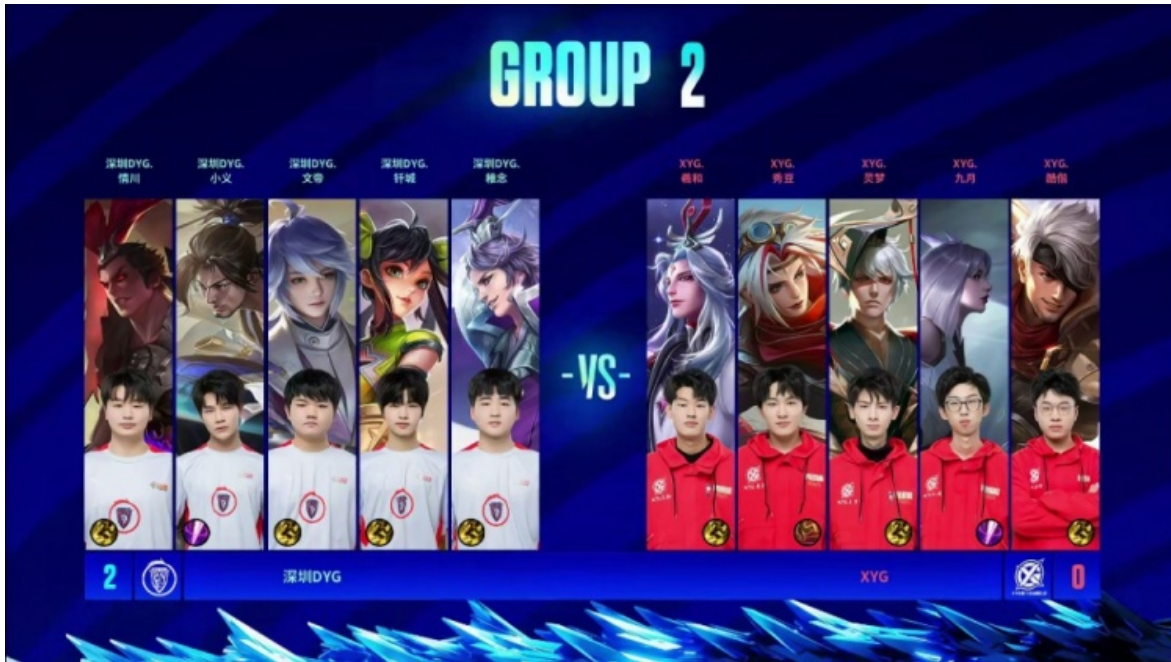 GROUP 2
深圳DYG.
情川
深圳DYG.
小义
深圳DYG.
文帝
深圳DYG.
轩城
深圳DYG.
稚念
XYG.
羲和
XYG.
秀豆
XYG.
灵梦
XYG.
九月
XYG.
酷偕
-VS-
2
深圳DYG
XYG
0